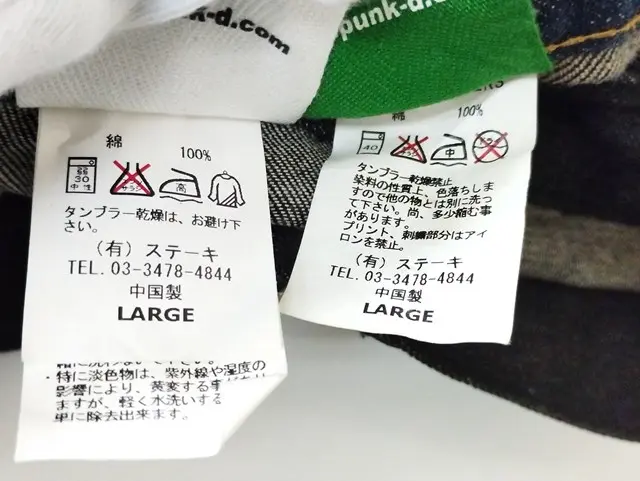 k-d.com
punk-d.c
綿
100%
弱
30
中性
エンソ
サラシ
高
タンブラー乾燥は、お避け下
さい。
(有)ステーキ
TEL. 03-3478-4844
中国製
LARGE
・特に淡色物は、紫外線や湿度の
影響により、黄変する事
ますが、軽く水洗いする
単に除去出来ます。
綿
100%
40
中
タンブラー乾燥禁止
染料の性質上、色落ちしま
すので他の物とは別に洗っ
て下さい。尚、多少縮む事
があります。
プリント、刺繍部分はアイ
ロンを禁止。
(有)ステーキ
TEL. 03-3478-4844
中国製
LARGE